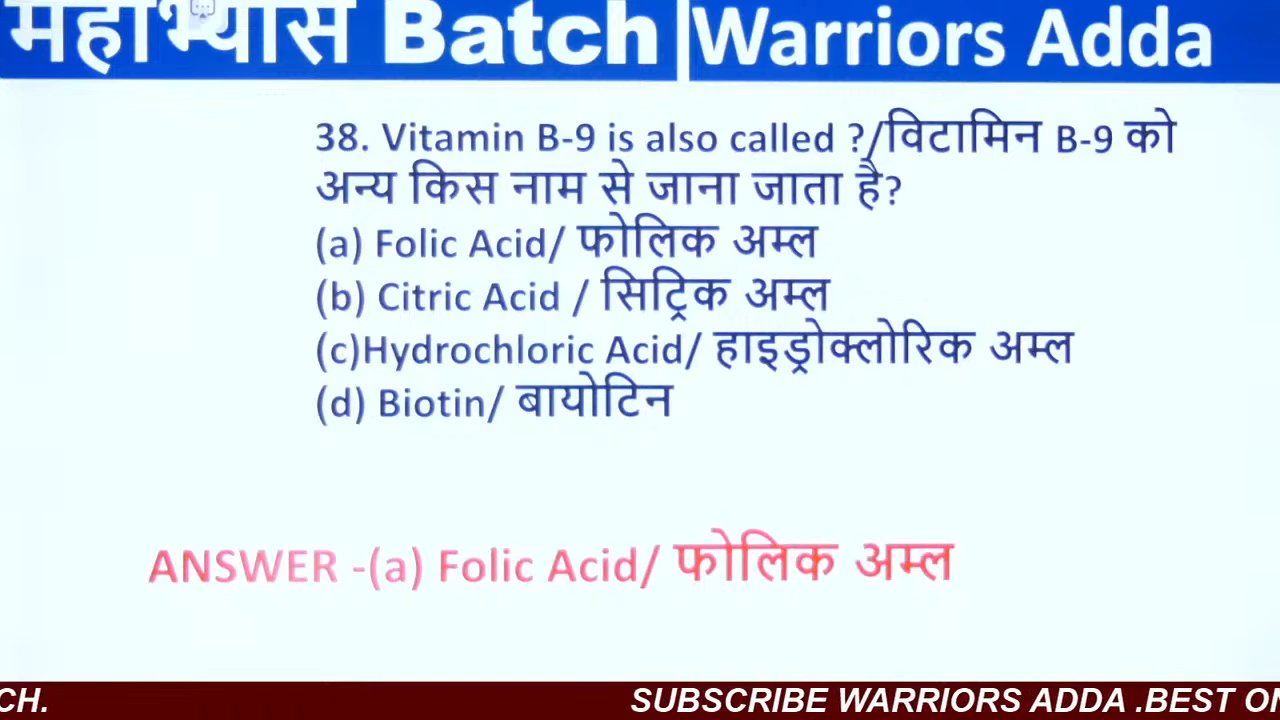 महाभ्यास Batch Warriors Adda
38. Vitamin B-9 is also called ?/विटामिन B-9 को
अन्य किस नाम से जाना जाता है?
(a) Folic Acid/ फोलिक अम्ल
(b) Citric Acid / सिट्रिक अम्ल
(c)Hydrochloric Acid/ हाइड्रोक्लोरिक अम्ल
(d) Biotin/ बायोटिन
ANSWER -(a) Folic Acid/ फोलिक अम्ल
CH. SUBSCRIBE WARRIORS ADDA .BEST ON